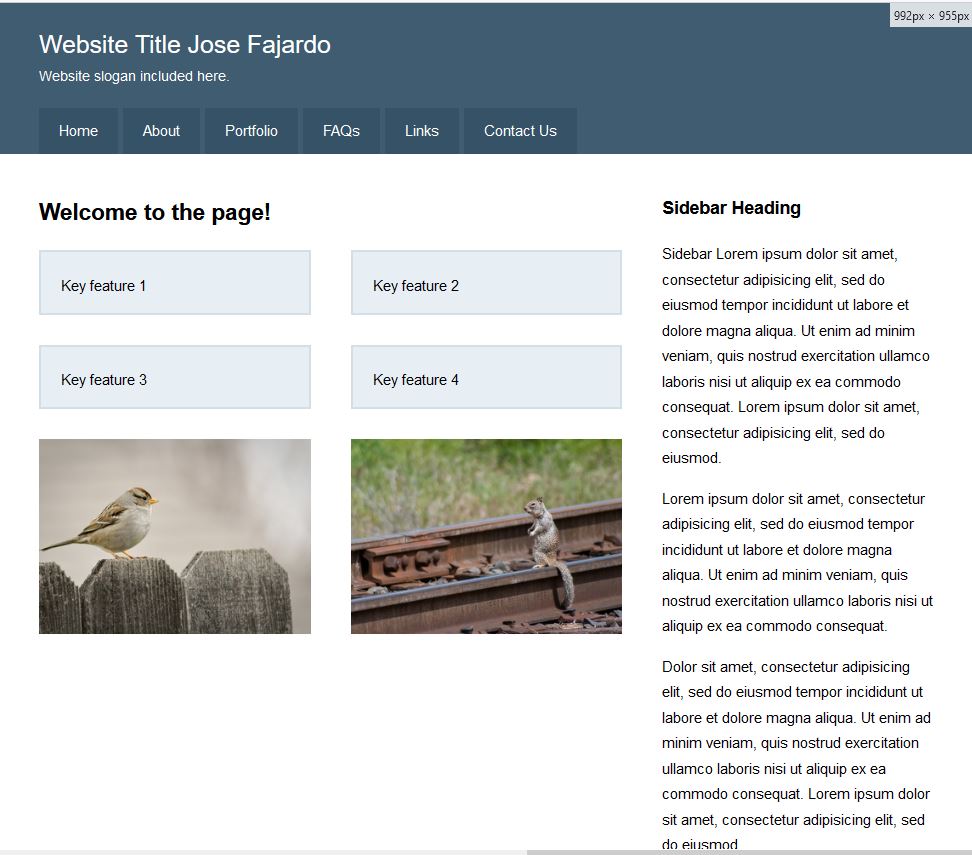 992px × 955px
Website Title Jose Fajardo
Website slogan included here.
Home About Portfolio FAQs Links Contact Us
Welcome to the page!
Key feature 1 Key feature 2
Key feature 3 Key feature 4
Sidebar Heading
Sidebar Lorem ipsum dolor sit amet,
consectetur adipisicing elit, sed do
eiusmod tempor incididunt ut labore et
dolore magna aliqua. Ut enim ad minim
veniam, quis nostrud exercitation ullamco
laboris nisi ut aliquip ex ea commodo
consequat. Lorem ipsum dolor sit amet,
consectetur adipisicing elit, sed do
eiusmod.
Lorem ipsum dolor sit amet, consectetur
adipisicing elit, sed do eiusmod tempor
incididunt ut labore et dolore magna
aliqua. Ut enim ad minim veniam, quis
nostrud exercitation ullamco laboris nisi ut
aliquip ex ea commodo consequat.
Dolor sit amet, consectetur adipisicing
elit, sed do eiusmod tempor incididunt ut
labore et dolore magna aliqua. Ut enim ad
minim veniam, quis nostrud exercitation
ullamco laboris nisi ut aliquip ex ea
commodo consequat. Lorem ipsum dolor
sit amet, consectetur adipisicing elit, sed
do eiusmod